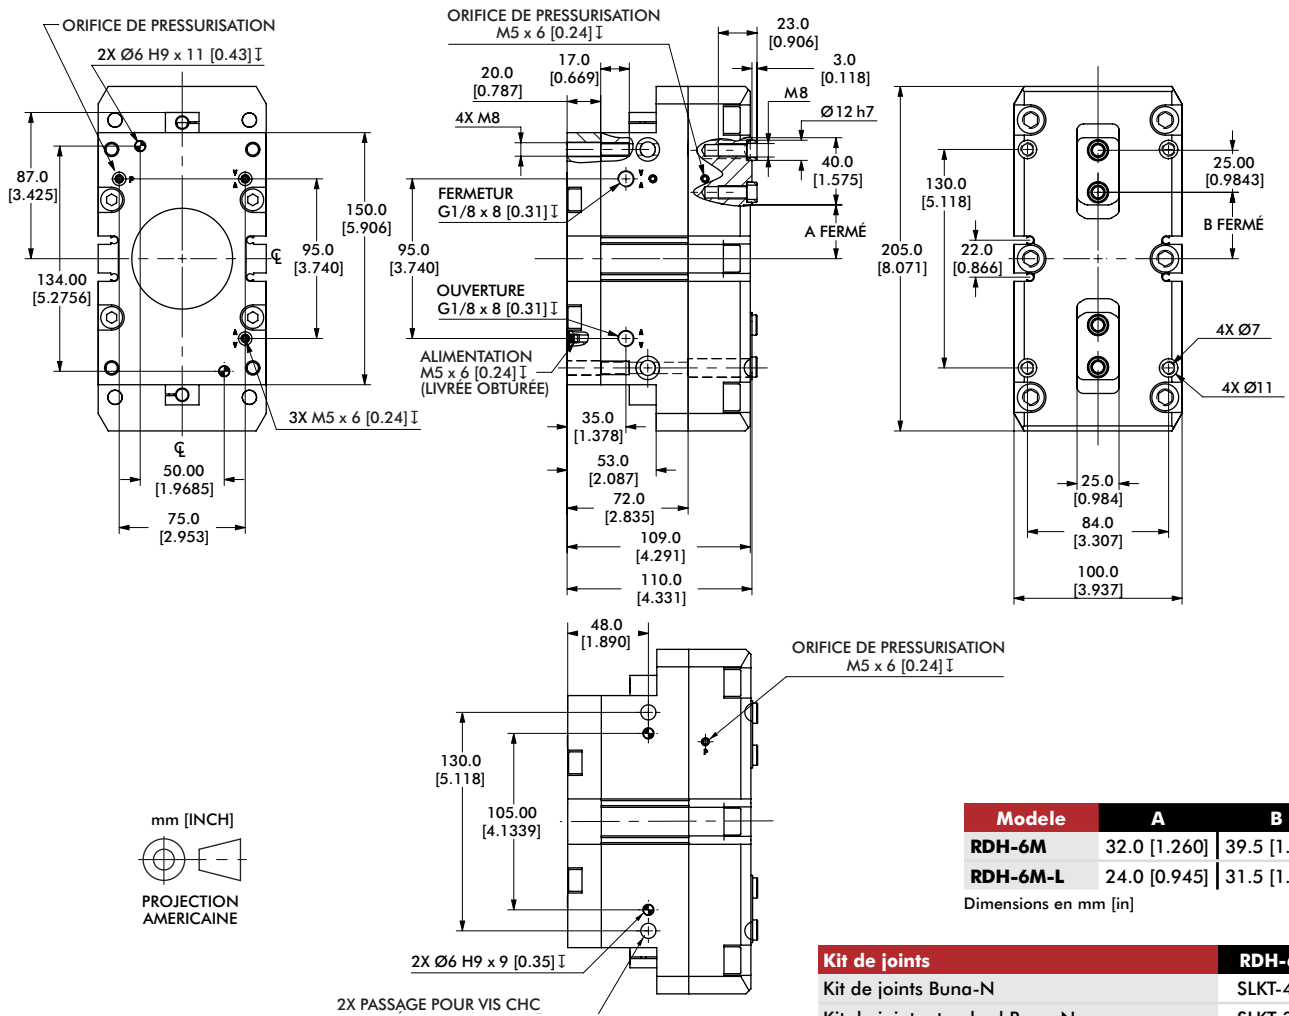 ORIFICE DE PRESSURISATION
2X Ø6 H9 x 11 [0.43]↧
87.0
[3.425]
134.00
[5.2756]
P
V
A
A
V
150.0
[5.906]
95.0
[3.740]
℄
3X M5 x 6 [0.24]↧
℄
50.00
[1.9685]
75.0
[2.953]
ORIFICE DE PRESSURISATION
M5 x 6 [0.24]↧
23.0
[0.906]
3.0
[0.118]
20.0
[0.787]
17.0
[0.669]
4X M8
M8
Ø12 h7
40.0
[1.575]
A FERMÉ
FERMETUR
G1/8 x 8 [0.31]↧
V
A
95.0
[3.740]
OUVERTURE
G1/8 x 8 [0.31]↧
A
V
ALIMENTATION
M5 x 6 [0.24]↧
(LIVRÉE OBTURÉE)
35.0
[1.378]
53.0
[2.087]
72.0
[2.835]
109.0
[4.291]
110.0
[4.331]
205.0
[8.071]
130.0
[5.118]
22.0
[0.866]
25.00
[0.9843]
B FERMÉ
4X Ø7
4X Ø11
25.0
[0.984]
84.0
[3.307]
100.0
[3.937]
48.0
[1.890]
ORIFICE DE PRESSURISATION
M5 x 6 [0.24]↧
P
130.0
[5.118]
105.00
[4.1339]
2X Ø6 H9 x 9 [0.35]↧
2X PASSAGE POUR VIS CHC
mm [INCH]
PROJECTION
AMERICAINE
Modele A B
RDH-6M 32.0 [1.260] 39.5 [1.
RDH-6M-L 24.0 [0.945] 31.5 [1.
Dimensions en mm [in]
Kit de joints RDH-
Kit de joints Buna-N SLKT-4